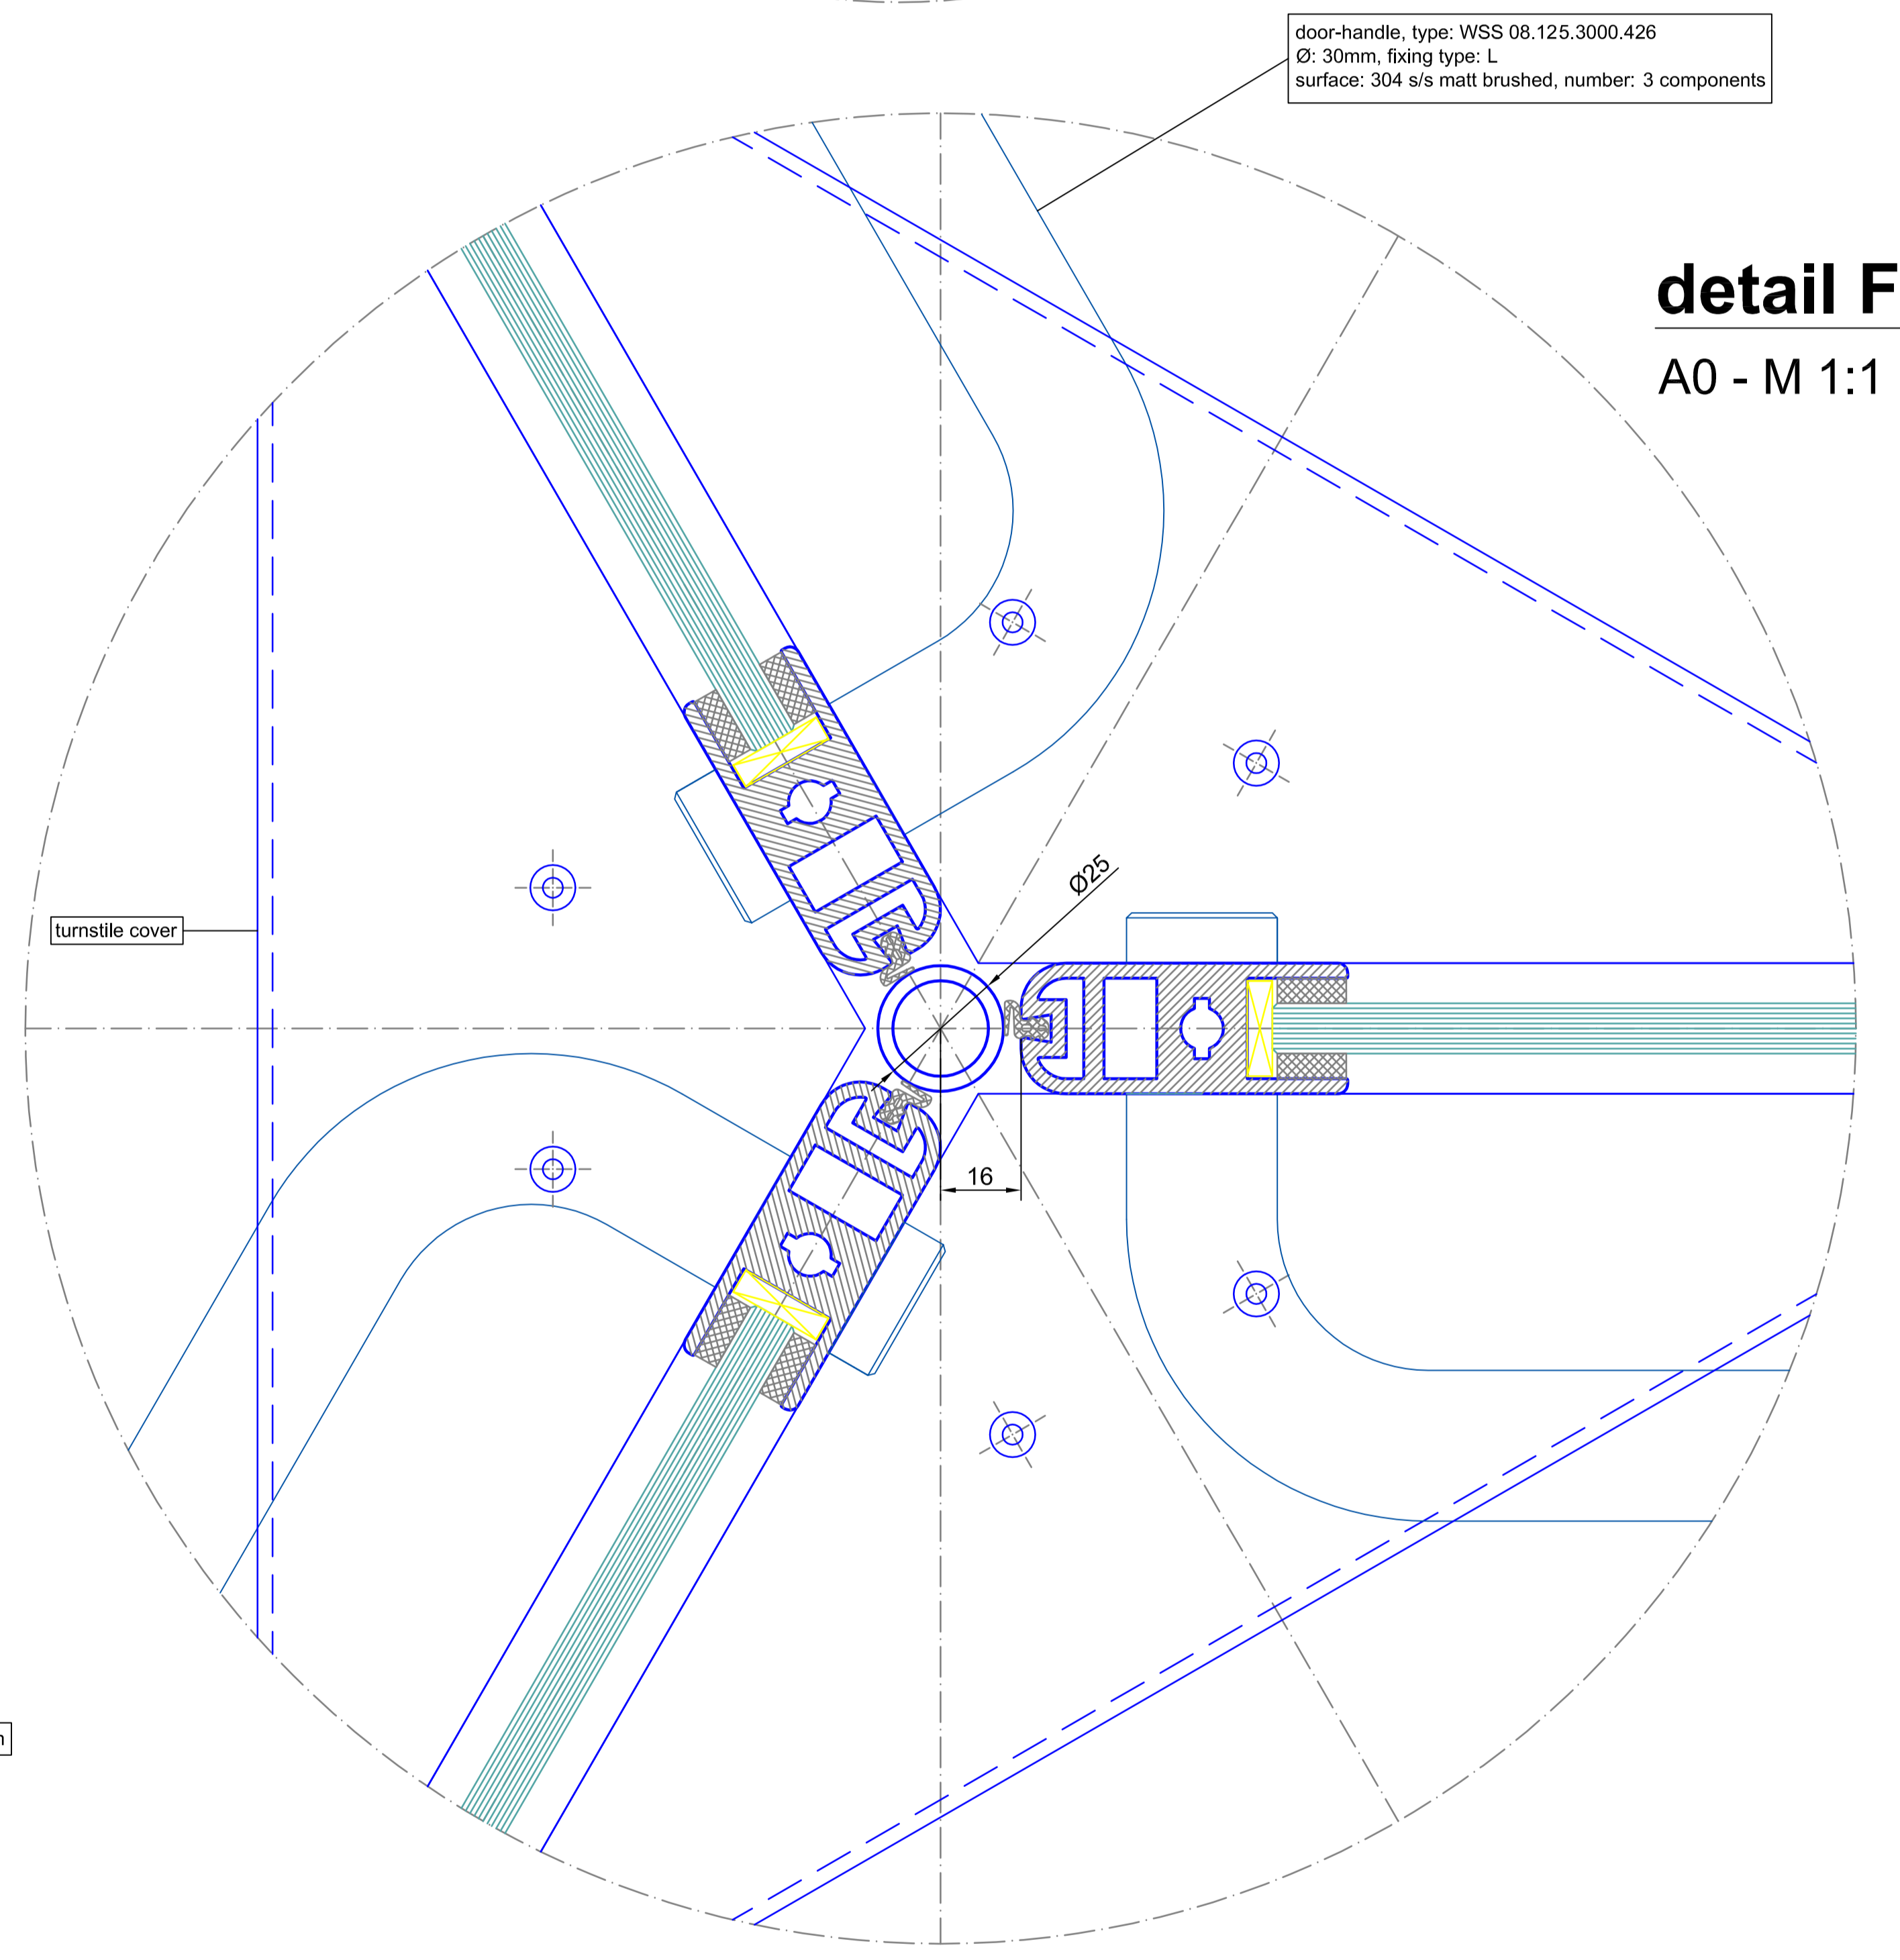 door-handle, type: WSS 08.125.3000.426
Ø: 30mm, fixing type: L
surface: 304 s/s matt brushed, number: 3 components
detail F
A0 - M 1:1
Ø25
turnstile cover
16